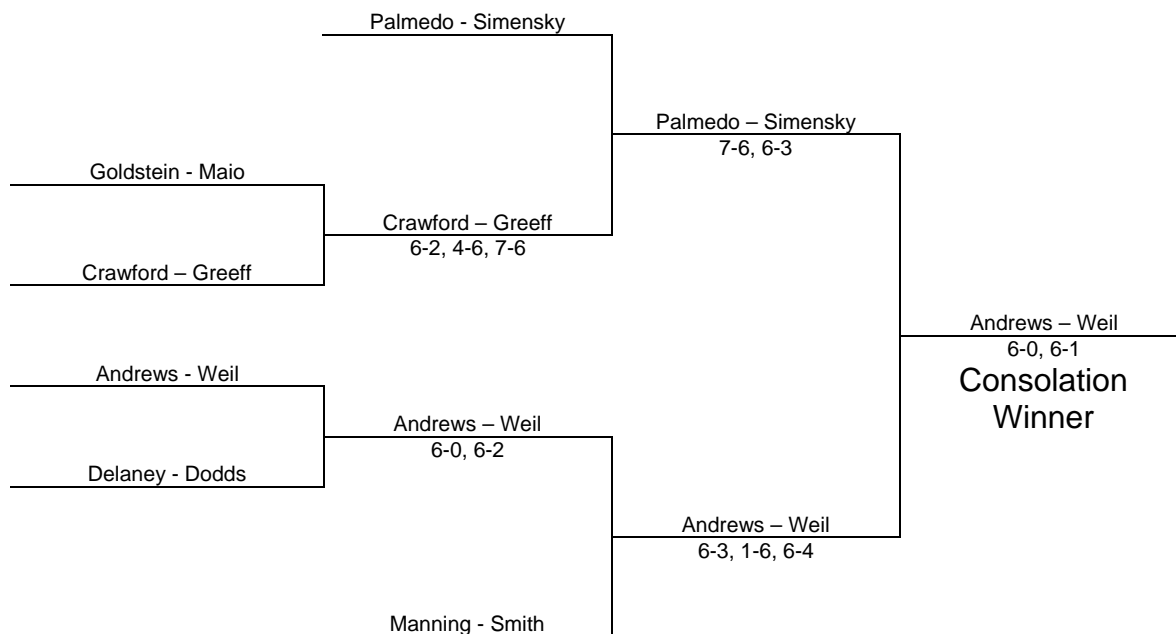 Palmedo - Simensky
Palmedo – Simensky
7-6, 6-3
Goldstein - Maio
Crawford – Greeff
6-2, 4-6, 7-6
Crawford – Greeff
Andrews – Weil
6-0, 6-1
Consolation
Winner
Andrews - Weil
Andrews – Weil
6-0, 6-2
Delaney - Dodds
Andrews – Weil
6-3, 1-6, 6-4
Manning - Smith